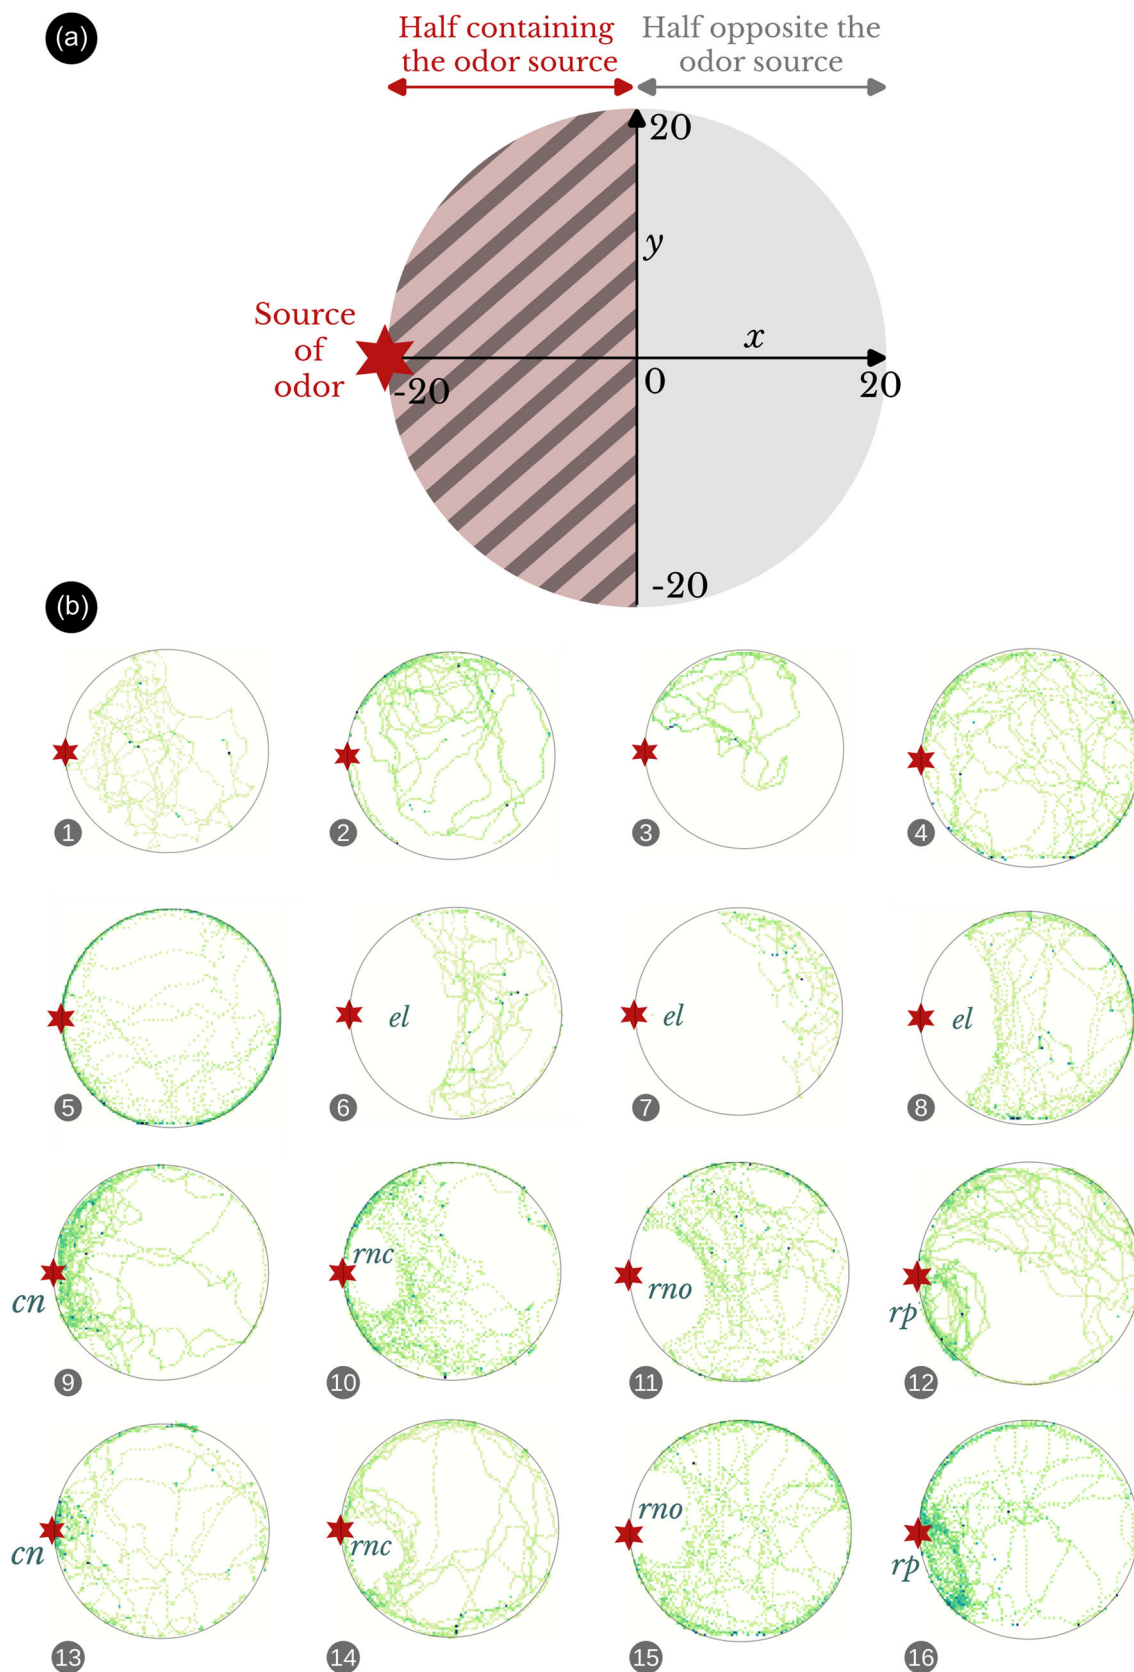 (a)
Half containing
the odor source
Half opposite the
odor source
20
y
Source
of
odor
x
-20
0
20
-20
(b)
1
2
3
4
el
el
el
5
6
7
8
cn
rnc
rno
rp
9
10
11
12
cn
rnc
rno
rp
13
14
15
16